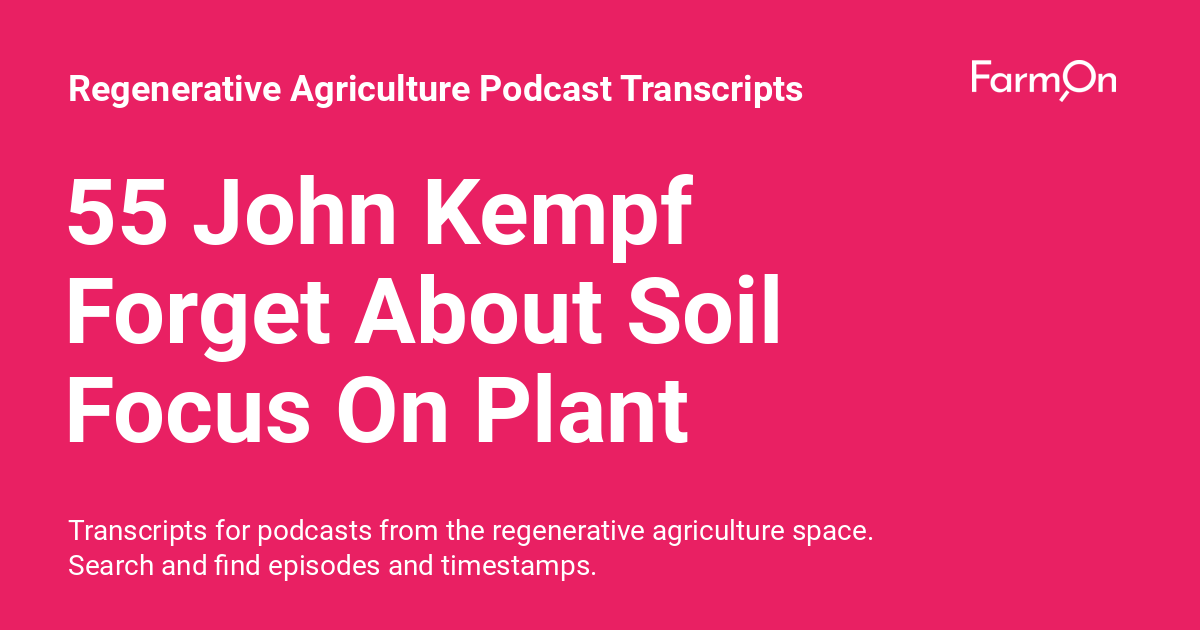 Regenerative Agriculture Podcast Transcripts
FarmOn
55 John Kempf
Forget About Soil
Focus On Plant
Transcripts for podcasts from the regenerative agriculture space.
Search and find episodes and timestamps.